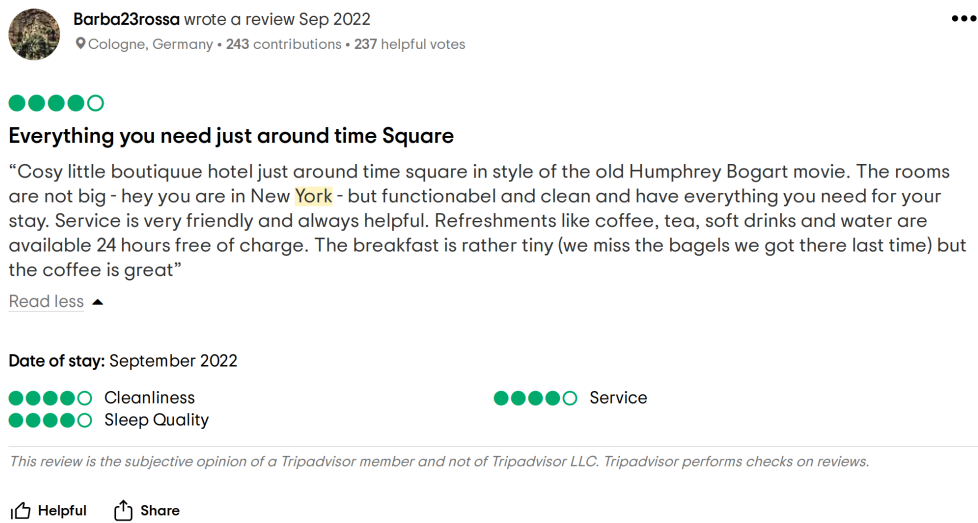 Barba23rossa wrote a review Sep 2022
Cologne, Germany • 243 contributions • 237 helpful votes
Everything you need just around time Square
“Cosy little boutiquue hotel just around time square in style of the old Humphrey Bogart movie. The rooms
are not big - hey you are in New York - but functionabel and clean and have everything you need for your
stay. Service is very friendly and always helpful. Refreshments like coffee, tea, soft drinks and water are
available 24 hours free of charge. The breakfast is rather tiny (we miss the bagels we got there last time) but
the coffee is great”
Read less
Date of stay: September 2022
Cleanliness
Service
Sleep Quality
This review is the subjective opinion of a Tripadvisor member and not of Tripadvisor LLC. Tripadvisor performs checks on reviews.
Helpful Share